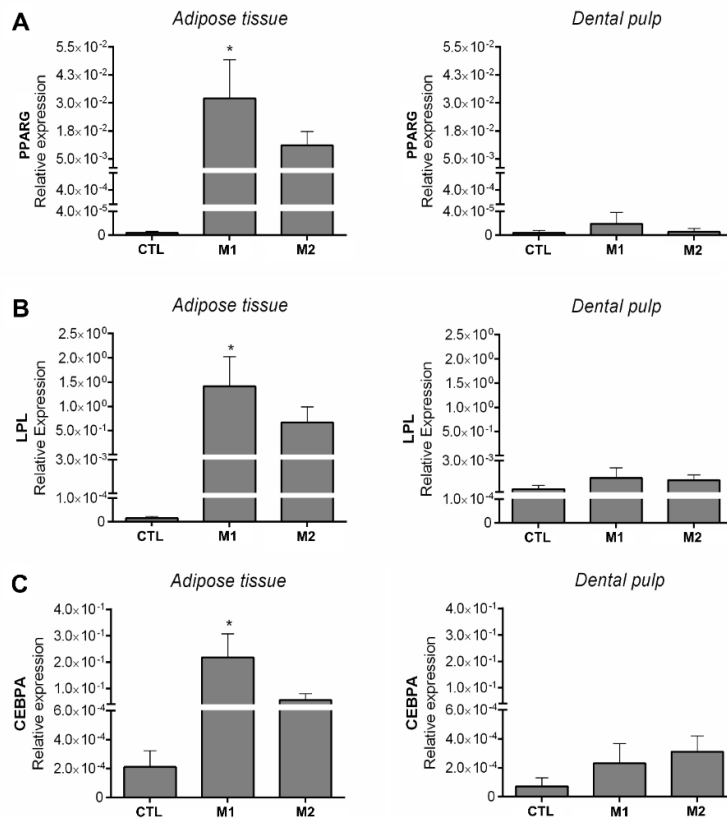 A
Adipose tissue
PPARG
Relative expression
5.5×10⁻²
4.3×10⁻²
3.0×10⁻²
1.8×10⁻²
5.0×10⁻³
4.0×10⁻⁴
4.0×10⁻⁵
0
*
CTL M1 M2
Dental pulp
PPARG
Relative expression
5.5×10⁻²
4.3×10⁻²
3.0×10⁻²
1.8×10⁻²
5.0×10⁻³
4.0×10⁻⁴
4.0×10⁻⁵
0
CTL M1 M2
B
Adipose tissue
LPL
Relative Expression
2.5×10⁰
2.0×10⁰
1.5×10⁰
1.0×10⁰
5.0×10⁻¹
3.0×10⁻³
1.0×10⁻⁴
0
*
CTL M1 M2
Dental pulp
LPL
Relative Expression
2.5×10⁰
2.0×10⁰
1.5×10⁰
1.0×10⁰
5.0×10⁻¹
3.0×10⁻³
1.0×10⁻⁴
0
CTL M1 M2
C
Adipose tissue
CEBPA
Relative expression
4.0×10⁻¹
3.0×10⁻¹
2.0×10⁻¹
1.0×10⁻¹
6.0×10⁻⁴
4.0×10⁻⁴
2.0×10⁻⁴
0
*
CTL M1 M2
Dental pulp
CEBPA
Relative expression
4.0×10⁻¹
3.0×10⁻¹
2.0×10⁻¹
1.0×10⁻¹
6.0×10⁻⁴
4.0×10⁻⁴
2.0×10⁻⁴
0
CTL M1 M2